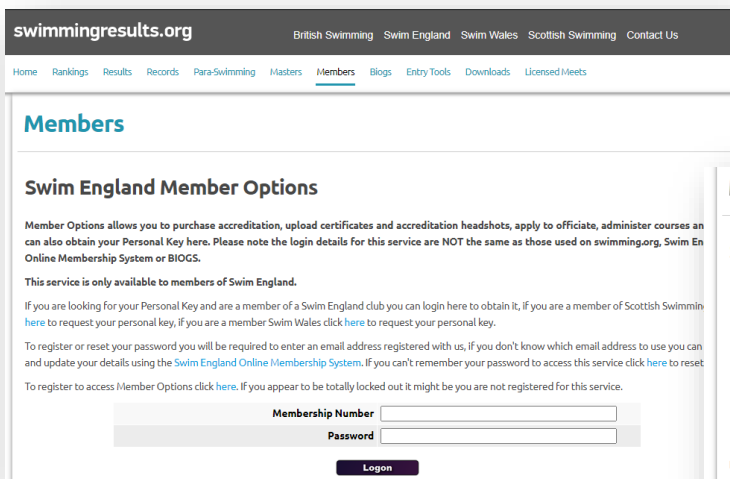 swimmingresults.org
British Swimming Swim England Swim Wales Scottish Swimming Contact Us
Home Rankings Results Records Para-Swimming Masters Members Biogs Entry Tools Downloads Licensed Meets
Members
Swim England Member Options
Member Options allows you to purchase accreditation, upload certificates and accreditation headshots, apply to officiate, administer courses an
can also obtain your Personal Key here. Please note the login details for this service are NOT the same as those used on swimming.org, Swim En
Online Membership System or BIOGS.
This service is only available to members of Swim England.
If you are looking for your Personal Key and are a member of a Swim England club you can login here to obtain it, if you are a member of Scottish Swimmin
here to request your personal key, if you are a member Swim Wales click here to request your personal key.
To register or reset your password you will be required to enter an email address registered with us, if you don't know which email address to use you can
and update your details using the Swim England Online Membership System. If you can't remember your password to access this service click here to reset
To register to access Member Options click here. If you appear to be totally locked out it might be you are not registered for this service.
Membership Number
Password
Logon